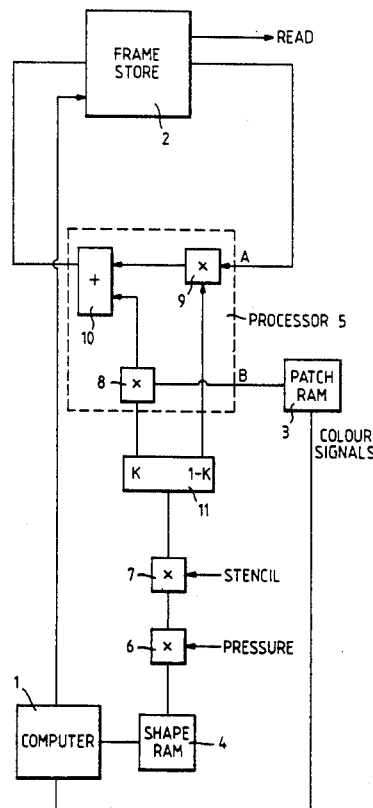 FRAME
STORE
2
READ
+
10
×
9
A
PROCESSOR 5
8
×
B
PATCH
RAM
3
COLOUR
SIGNALS
K
1-K
11
7
×
STENCIL
6
×
PRESSURE
1
COMPUTER
SHAPE
RAM
4